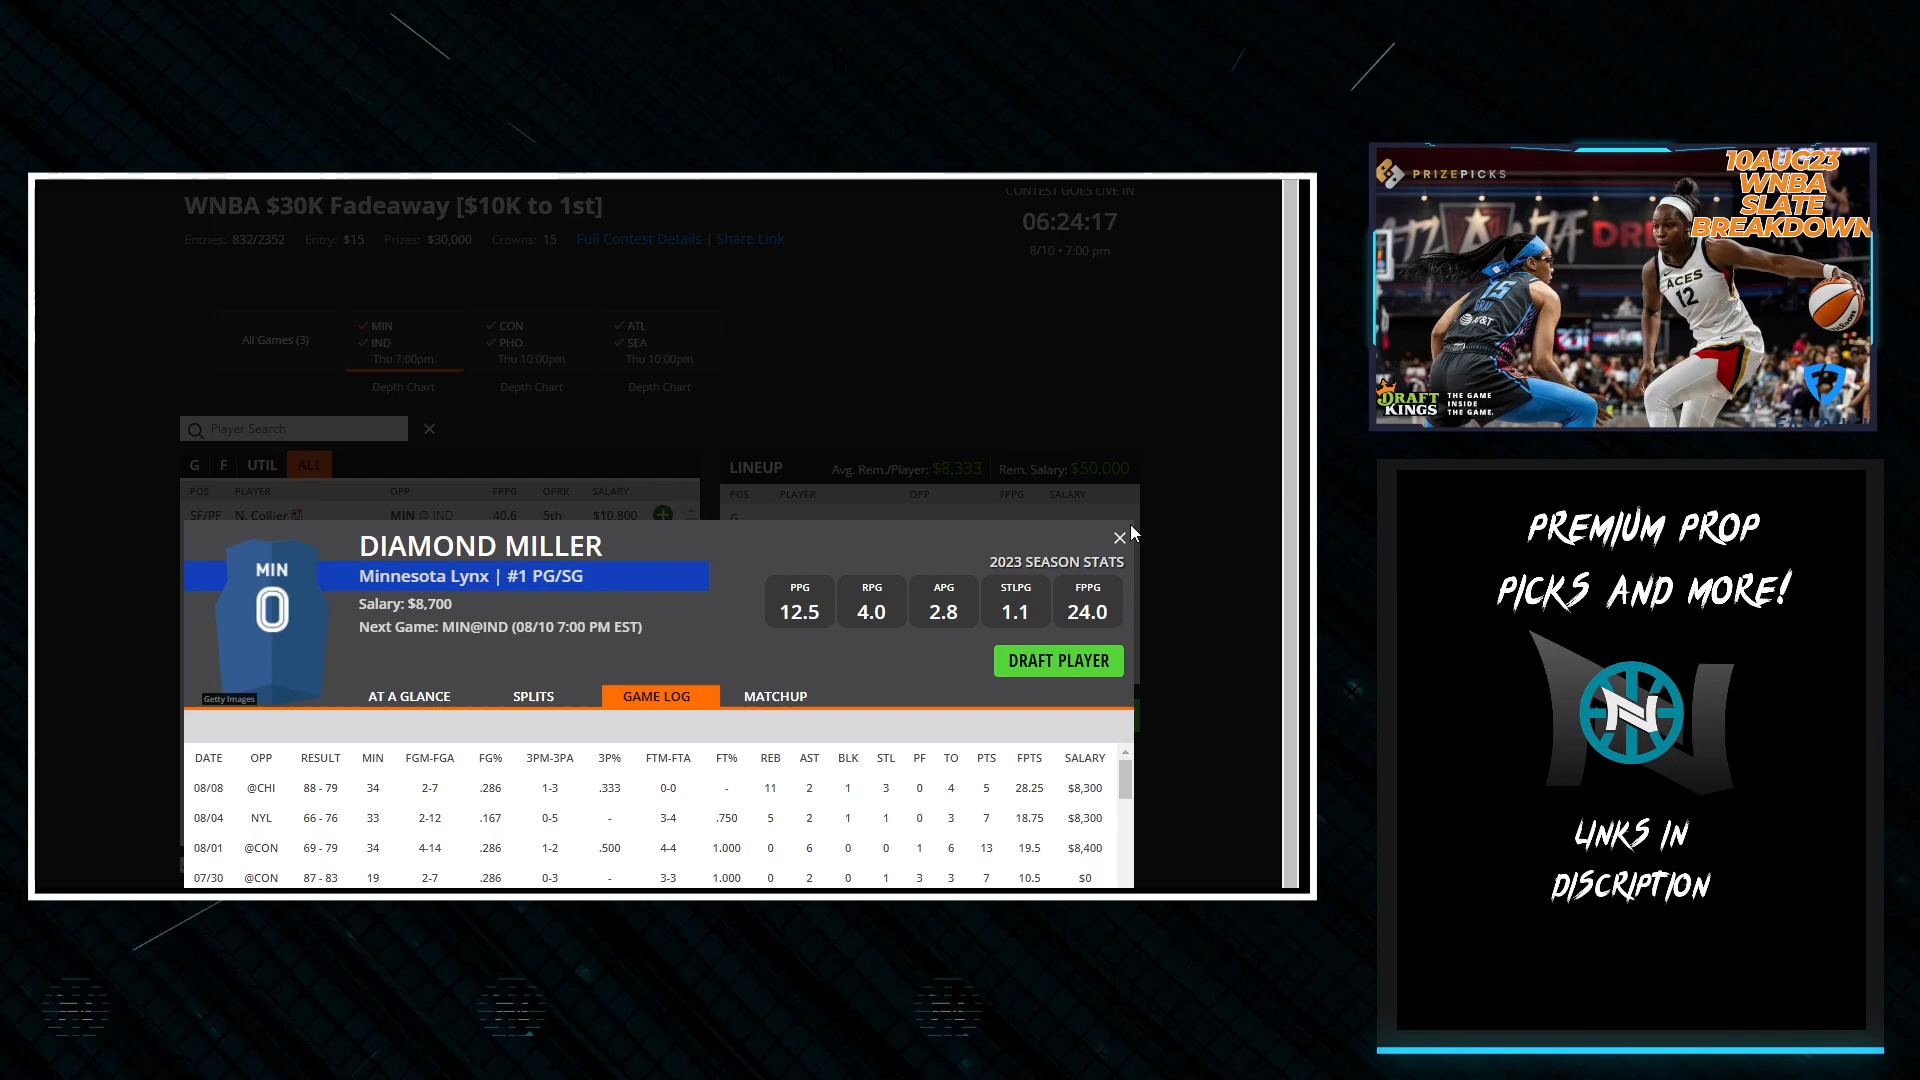 WNBA $30K Fadeaway [$10K to 1st]
Entries: 832/2352 Entry: $15 Prizes: $30,000 Crowns: 15 Full Contest Details | Share Link
CONTEST GOES LIVE IN
06:24:17
8/10 • 7:00 pm
All Games (3)
MIN
IND
Thu 7:00pm
Depth Chart
CON
PHO
Thu 10:00pm
Depth Chart
ATL
SEA
Thu 10:00pm
Depth Chart
Player Search
G F UTIL ALL
POS PLAYER OPP FPPG OPRK SALARY
SF/PF N. Collier MIN @ IND 40.6 5th $10,800
LINEUP Avg. Rem./Player: $8,333 Rem. Salary: $50,000
POS PLAYER OPP FPPG SALARY
G
MIN
0
Getty Images
DIAMOND MILLER
Minnesota Lynx | #1 PG/SG
Salary: $8,700
Next Game: MIN@IND (08/10 7:00 PM EST)
2023 SEASON STATS
PPG RPG APG STLPG FPPG
12.5 4.0 2.8 1.1 24.0
DRAFT PLAYER
AT A GLANCE SPLITS GAME LOG MATCHUP
DATE OPP RESULT MIN FGM-FGA FG% 3PM-3PA 3P% FTM-FTA FT% REB AST BLK STL PF TO PTS FPTS SALARY
08/08 @CHI 88 - 79 34 2-7 .286 1-3 .333 0-0 - 11 2 1 3 0 4 5 28.25 $8,300
08/04 NYL 66 - 76 33 2-12 .167 0-5 - 3-4 .750 5 2 1 1 0 3 7 18.75 $8,300
08/01 @CON 69 - 79 34 4-14 .286 1-2 .500 4-4 1.000 0 6 0 0 1 6 13 19.5 $8,400
07/30 @CON 87 - 83 19 2-7 .286 0-3 - 3-3 1.000 0 2 0 1 3 3 7 10.5 $0
PRIZEPICKS
10AUG23
WNBA
SLATE
BREAKDOWN
ACES
12
15
GRAY
AT&T
DRAFT
KINGS
THE GAME
INSIDE
THE GAME.
PREMIUM PROP
PICKS AND MORE!
LINKS IN
DISCRIPTION